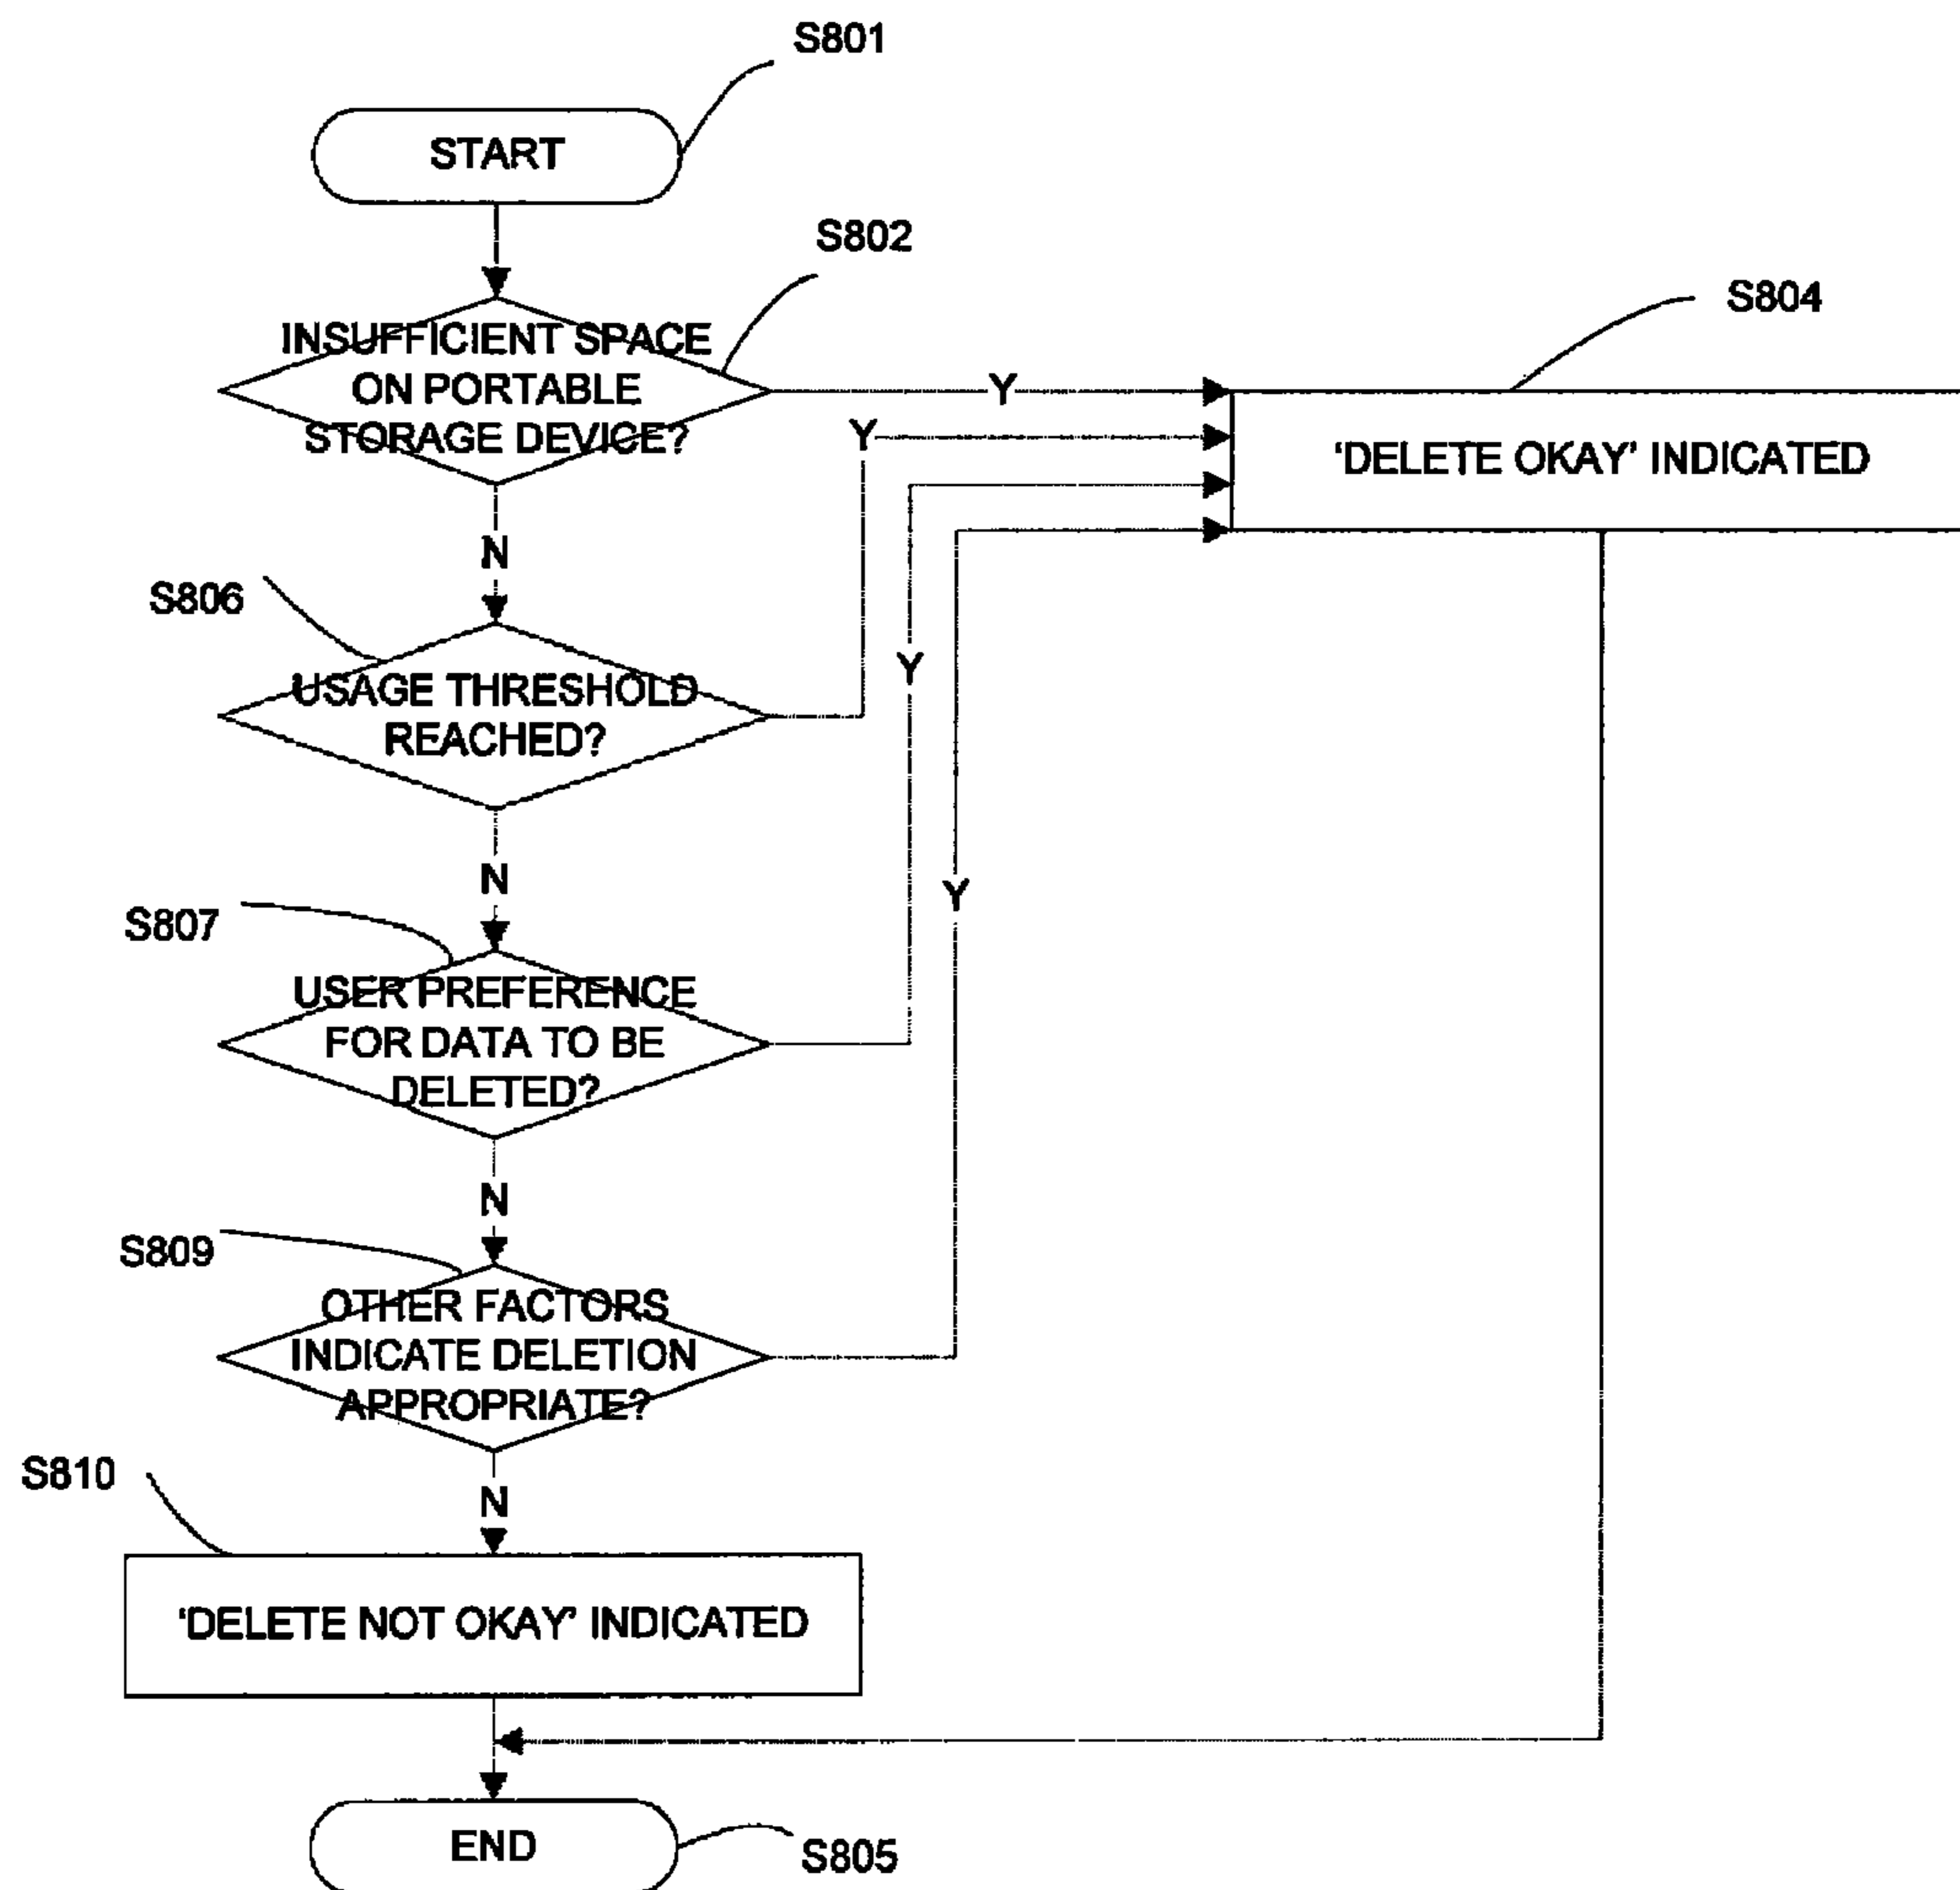 S801
START
S802
INSUFFICIENT SPACE
ON PORTABLE
STORAGE DEVICE?
Y
S804
'DELETE OKAY' INDICATED
Y
N
S806
USAGE THRESHOLD
REACHED?
Y
N
S807
USER PREFERENCE
FOR DATA TO BE
DELETED?
Y
N
S809
OTHER FACTORS
INDICATE DELETION
APPROPRIATE?
N
S810
'DELETE NOT OKAY' INDICATED
END
S805